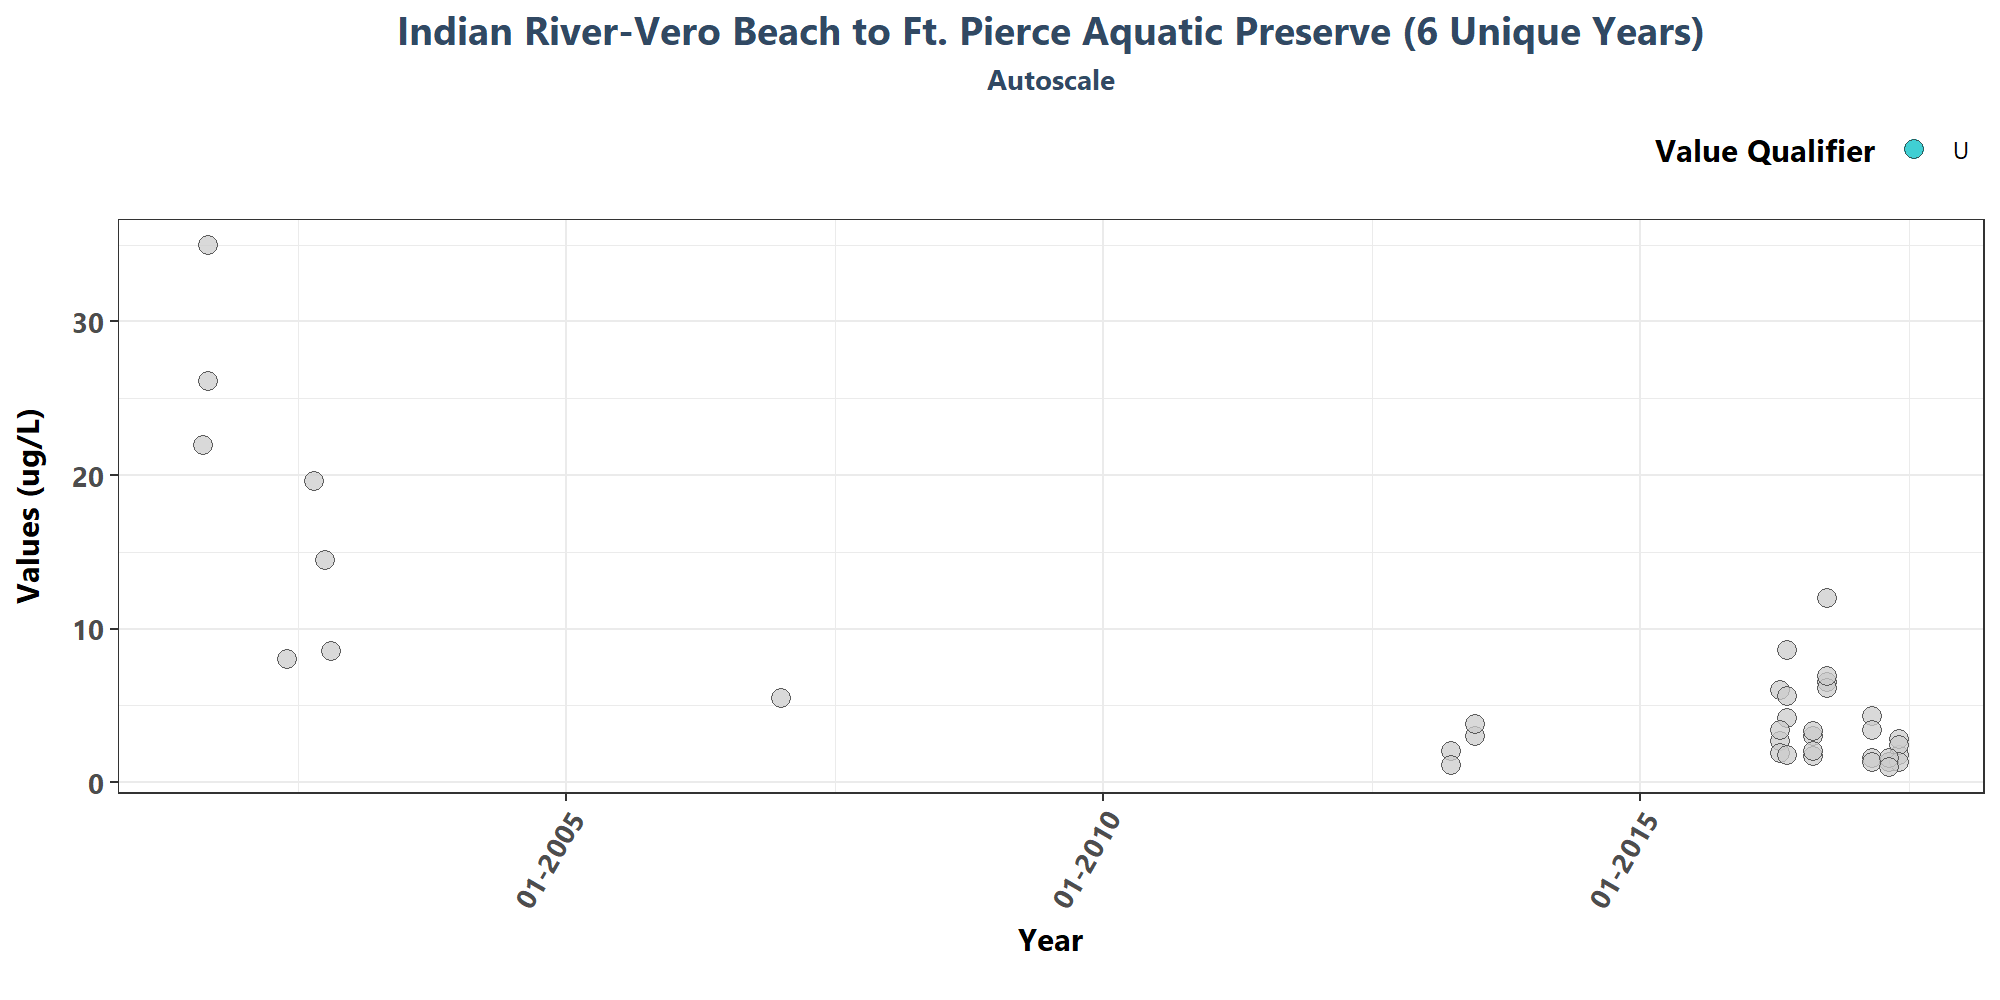 Indian River-Vero Beach to Ft. Pierce Aquatic Preserve (6 Unique Years)
Autoscale
Value Qualifier U
Values (ug/L)
30
20
10
0
01-2005
01-2010
01-2015
Year